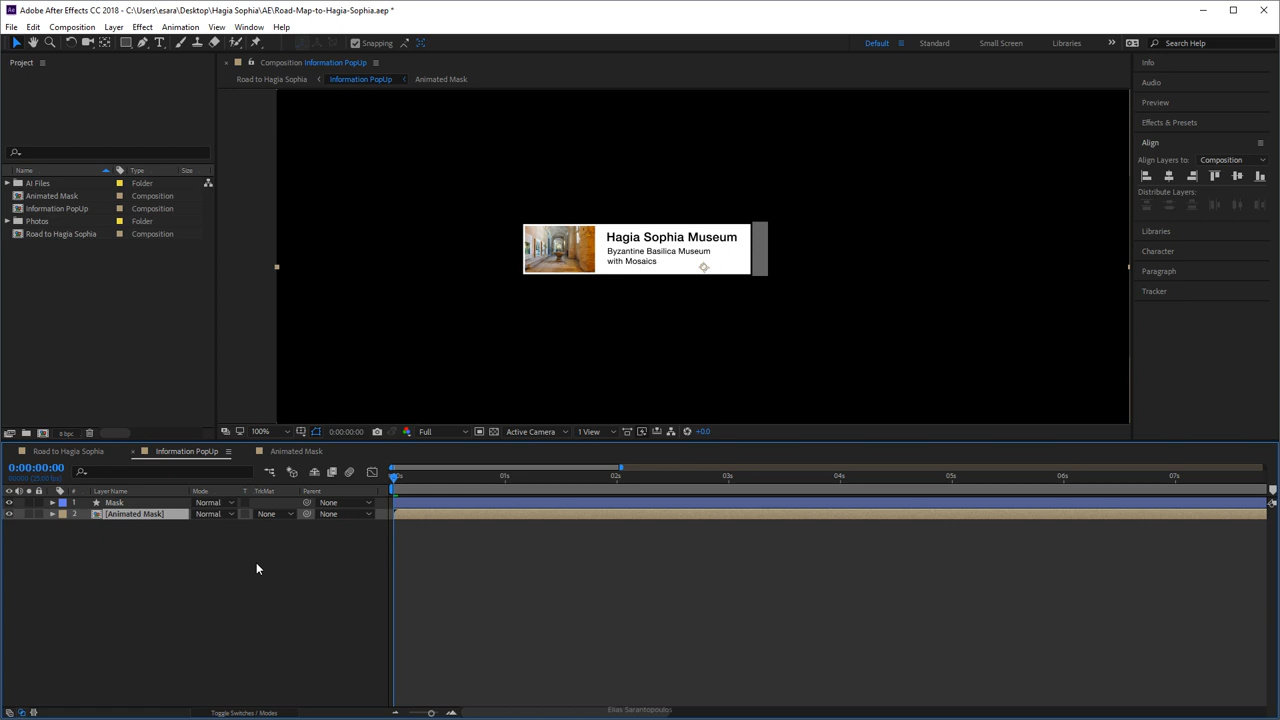 Adobe After Effects CC 2018 - C:\Users\esara\Desktop\Hagia Sophia\AE\Road-Map-to-Hagia-Sophia.aep *
File Edit Composition Layer Effect Animation View Window Help
Snapping Default Standard Small Screen Libraries Search Help
Project
Composition Information PopUp
Road to Hagia Sophia Information PopUp Animated Mask
Name Type Size
AI Files Folder
Animated Mask Composition
Information PopUp Composition
Photos Folder
Road to Hagia Sophia Composition
Hagia Sophia Museum
Byzantine Basilica Museum
with Mosaics
Info
Audio
Preview
Effects & Presets
Align
Align Layers to: Composition
Distribute Layers:
Libraries
Character
Paragraph
Tracker
8 bpc
100% 0:00:00:00 Full Active Camera 1 View +0.0
Road to Hagia Sophia Information PopUp Animated Mask
0:00:00:00
00000 (25.00 fps)
01s 02s 03s 04s 05s 06s 07s
# Layer Name Mode T TrkMat Parent
1 Mask Normal None
2 [Animated Mask] Normal None None
Toggle Switches / Modes
Elias Sarantopoulos